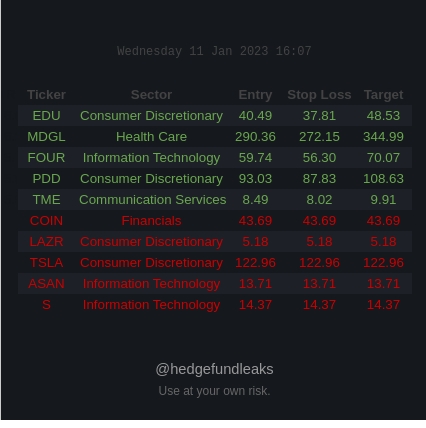 Wednesday 11 Jan 2023 16:07
Ticker Sector Entry Stop Loss Target
EDU Consumer Discretionary 40.49 37.81 48.53
MDGL Health Care 290.36 272.15 344.99
FOUR Information Technology 59.74 56.30 70.07
PDD Consumer Discretionary 93.03 87.83 108.63
TME Communication Services 8.49 8.02 9.91
COIN Financials 43.69 43.69 43.69
LAZR Consumer Discretionary 5.18 5.18 5.18
TSLA Consumer Discretionary 122.96 122.96 122.96
ASAN Information Technology 13.71 13.71 13.71
S Information Technology 14.37 14.37 14.37
@hedgefundleaks
Use at your own risk.